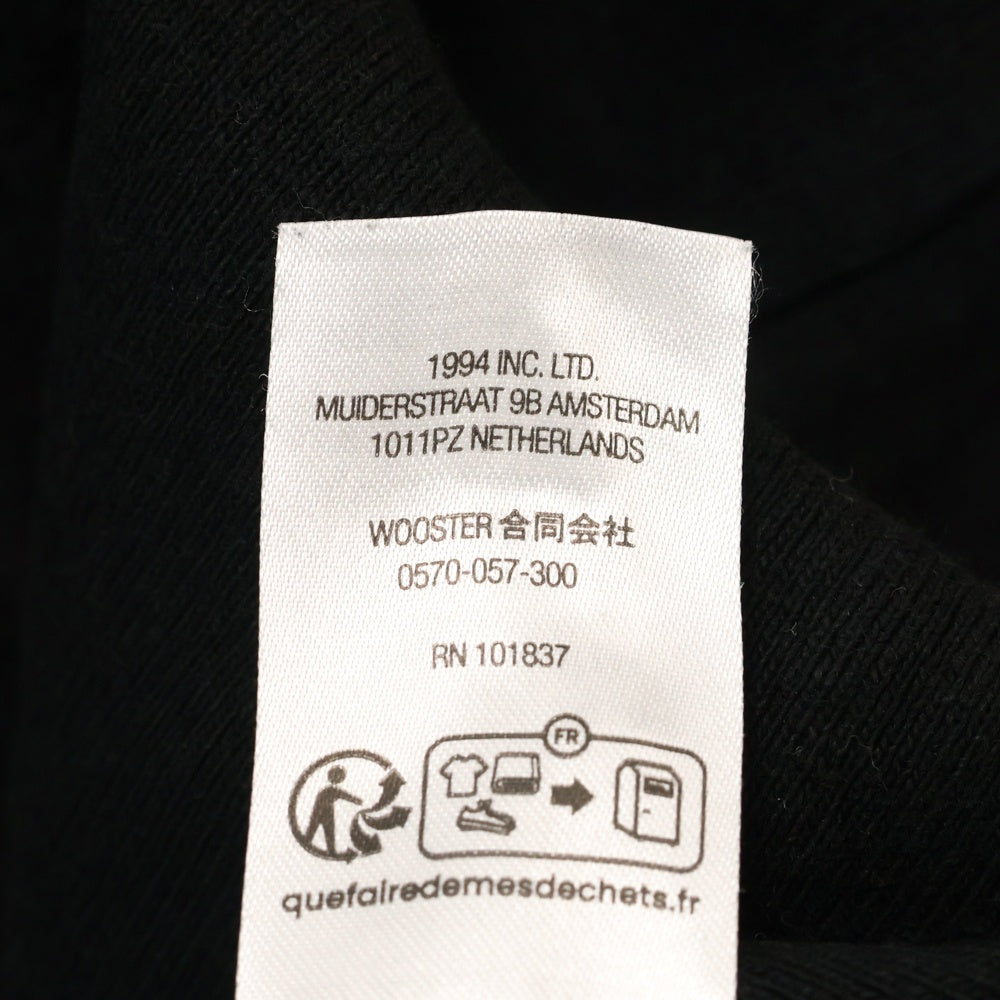 1994 INC. LTD.
MUIDERSTRAAT 9B AMSTERDAM
1011PZ NETHERLANDS
WOOSTER 合同会社
0570-057-300
RN 101837
FR
quefairedemesdechets.fr